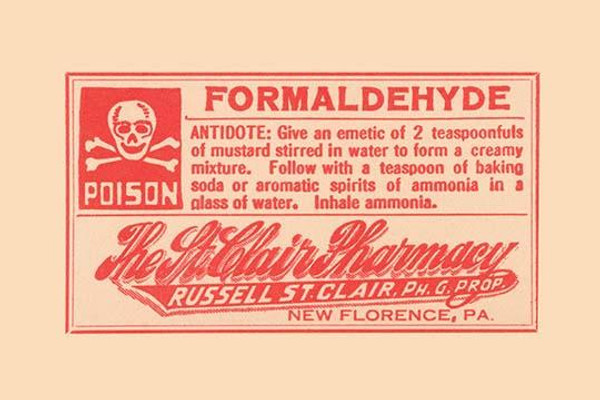 FORMALDEHYDE
POISON
ANTIDOTE: Give an emetic of 2 teaspoonfuls
of mustard stirred in water to form a creamy
mixture. Follow with a teaspoon of baking
soda or aromatic spirits of ammonia in a
glass of water. Inhale ammonia.
The St. Clair Pharmacy
RUSSELL ST. CLAIR, PH. G. PROP.
NEW FLORENCE, PA.